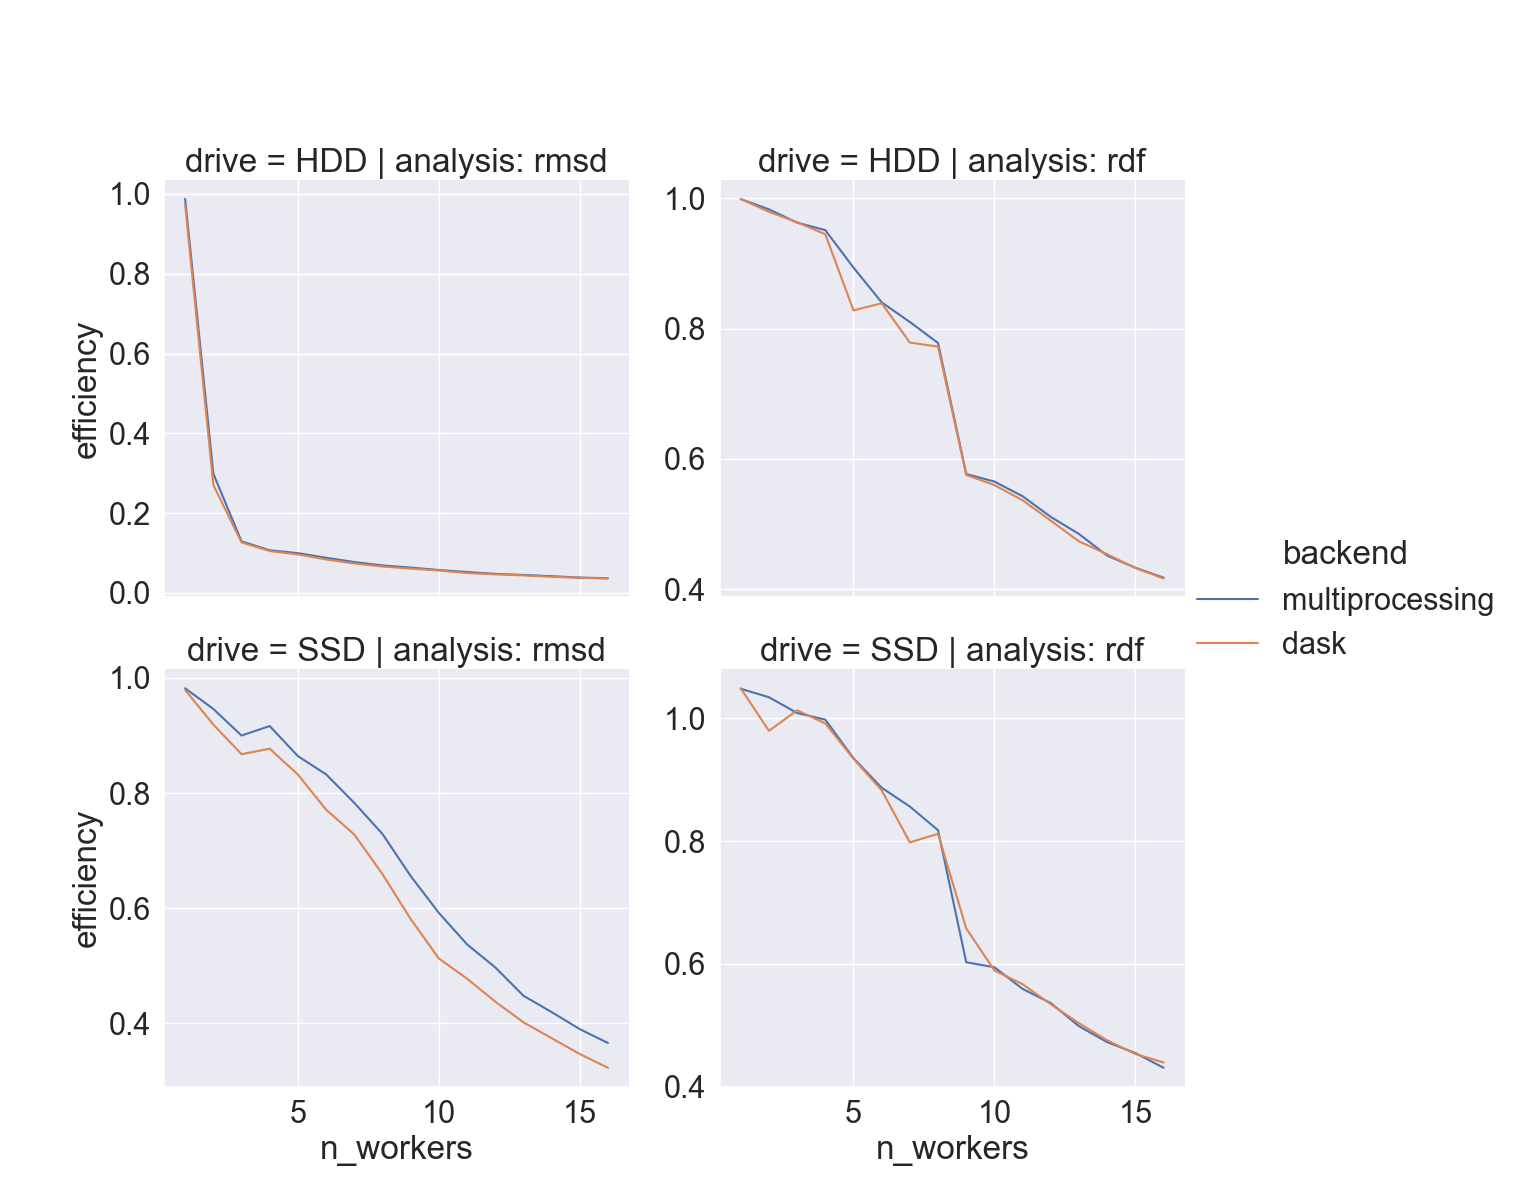 drive = HDD | analysis: rmsd
1.0
0.8
0.6
0.4
0.2
0.0
efficiency
drive = HDD | analysis: rdf
1.0
0.8
0.6
0.4
drive = SSD | analysis: rmsd
1.0
0.8
0.6
0.4
efficiency
5 10 15
n_workers
drive = SSD | analysis: rdf
1.0
0.8
0.6
0.4
5 10 15
n_workers
backend
multiprocessing
dask